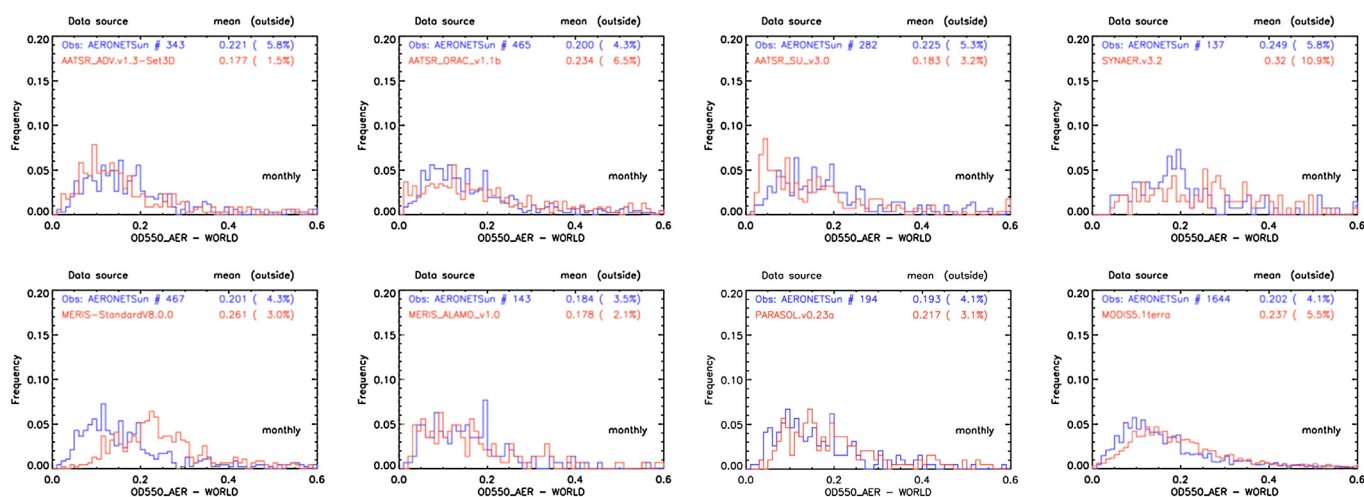 Data source mean (outside)
Obs: AERONETSun # 343 0.221 ( 5.8%)
AATSR_ADV.v1.3-Set3D 0.177 ( 1.5%)
0.20
0.15
0.10
0.05
0.00
Frequency
monthly
0.0 0.2 0.4 0.6
OD550_AER - WORLD
Data source mean (outside)
Obs: AERONETSun # 465 0.200 ( 4.3%)
AATSR_ORAC_v1.1b 0.234 ( 6.5%)
0.20
0.15
0.10
0.05
0.00
Frequency
monthly
0.0 0.2 0.4 0.6
OD550_AER - WORLD
Data source mean (outside)
Obs: AERONETSun # 282 0.225 ( 5.3%)
AATSR_SU_v3.0 0.183 ( 3.2%)
0.20
0.15
0.10
0.05
0.00
Frequency
monthly
0.0 0.2 0.4 0.6
OD550_AER - WORLD
Data source mean (outside)
Obs: AERONETSun # 137 0.249 ( 5.8%)
SYNAER.v3.2 0.32 ( 10.9%)
0.20
0.15
0.10
0.05
0.00
Frequency
monthly
0.0 0.2 0.4 0.6
OD550_AER - WORLD
Data source mean (outside)
Obs: AERONETSun # 467 0.201 ( 4.3%)
MERIS-StandardV8.0.0 0.261 ( 3.0%)
0.20
0.15
0.10
0.05
0.00
Frequency
monthly
0.0 0.2 0.4 0.6
OD550_AER - WORLD
Data source mean (outside)
Obs: AERONETSun # 143 0.184 ( 3.5%)
MERIS_ALAMO_v1.0 0.178 ( 2.1%)
0.20
0.15
0.10
0.05
0.00
Frequency
monthly
0.0 0.2 0.4 0.6
OD550_AER - WORLD
Data source mean (outside)
Obs: AERONETSun # 194 0.193 ( 4.1%)
PARASOL.v0.23a 0.217 ( 3.1%)
0.20
0.15
0.10
0.05
0.00
Frequency
monthly
0.0 0.2 0.4 0.6
OD550_AER - WORLD
Data source mean (outside)
Obs: AERONETSun # 1644 0.202 ( 4.1%)
MODIS5.1terra 0.237 ( 5.5%)
0.20
0.15
0.10
0.05
0.00
Frequency
monthly
0.0 0.2 0.4 0.6
OD550_AER - WORLD